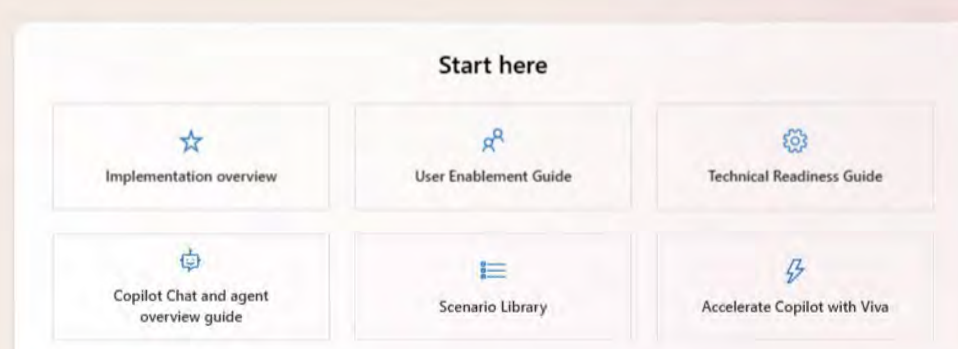 Start here
Implementation overview
User Enablement Guide
Technical Readiness Guide
Copilot Chat and agent
overview guide
Scenario Library
Accelerate Copilot with Viva